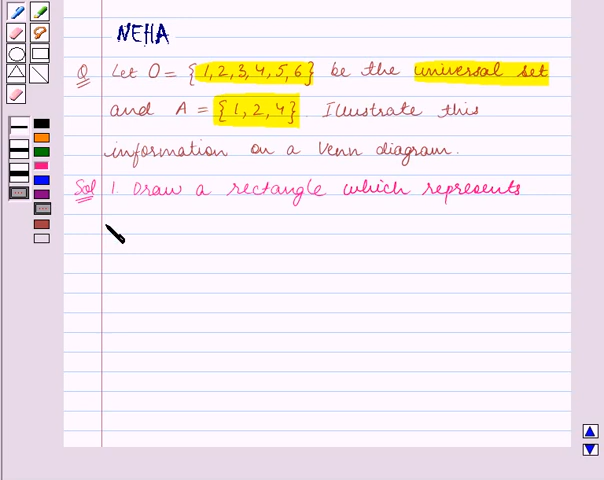 NEHA
Q Let O = {1,2,3,4,5,6} be the universal set
and A = {1,2,4} Illustrate this
information on a Venn diagram.
Sol 1. Draw a rectangle which represents